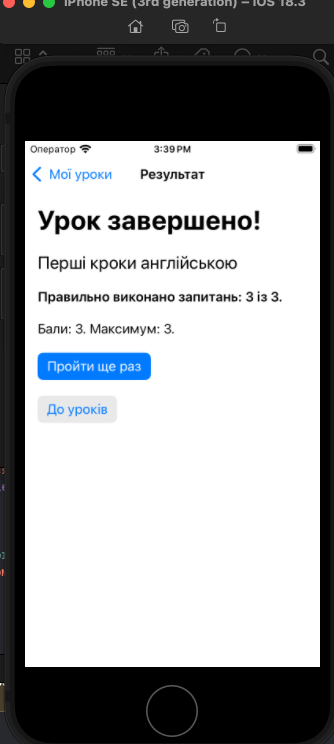 iPhone SE (3rd generation) – iOS 18.3
Оператор 3:39 PM
Мої уроки Результат
Урок завершено!
Перші кроки англійською
Правильно виконано запитань: 3 із 3.
Бали: 3. Максимум: 3.
Пройти ще раз
До уроків